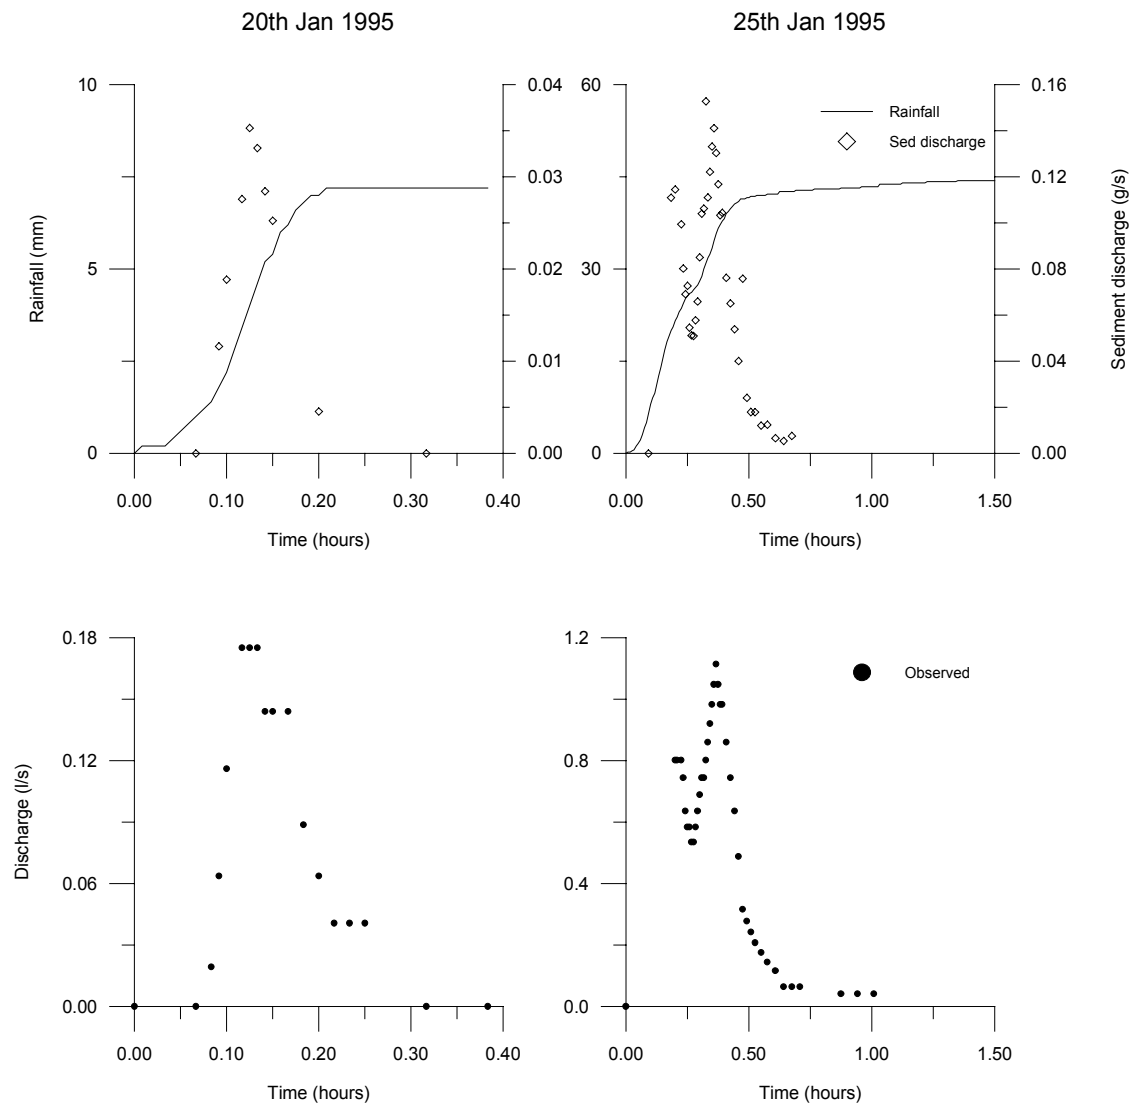 20th Jan 1995 25th Jan 1995
10 0.04 60 0.16
Rainfall
Sed discharge
0.03 0.12
Rainfall (mm)
5 0.02 30 0.08
Sediment discharge (g/s)
0.01 0.04
0 0.00 0 0.00
0.00 0.10 0.20 0.30 0.40 0.00 0.50 1.00 1.50
Time (hours) Time (hours)
0.18 1.2
Observed
0.12 0.8
Discharge (l/s)
0.06 0.4
0.00 0.0
0.00 0.10 0.20 0.30 0.40 0.00 0.50 1.00 1.50
Time (hours) Time (hours)